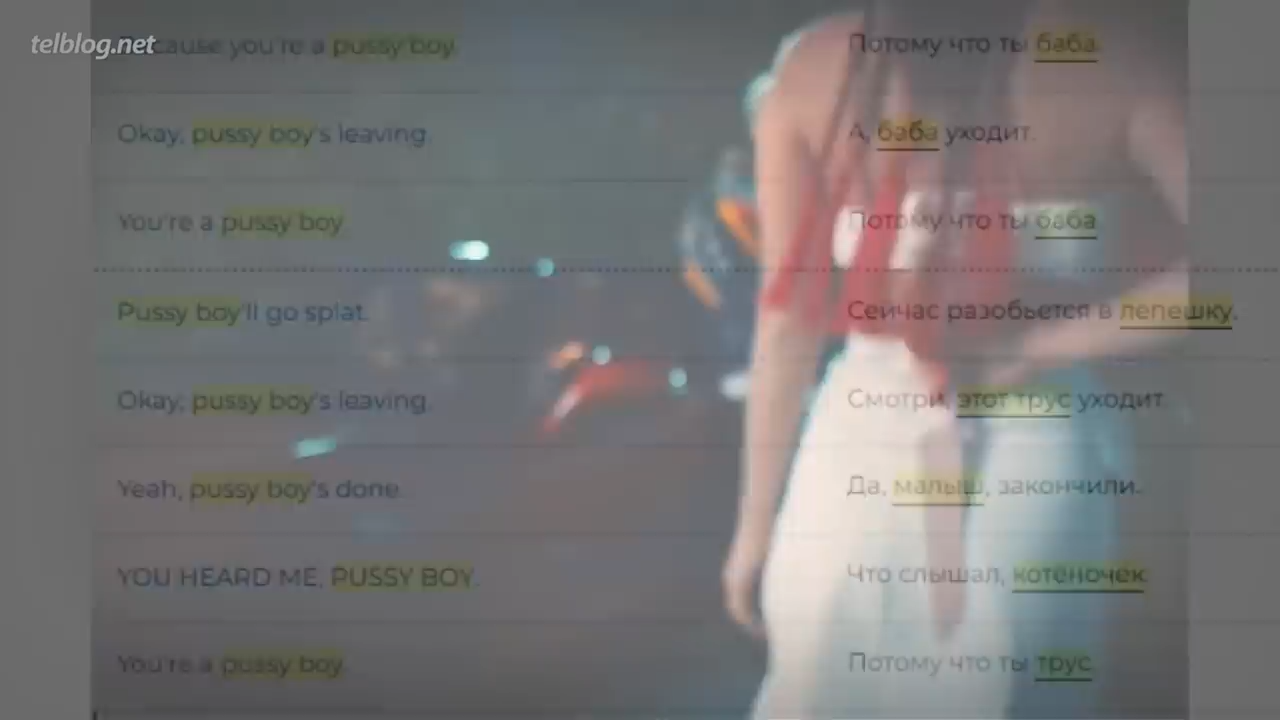 telblog.net
Because you're a pussy boy. Потому что ты баба.
Okay, pussy boy's leaving. А, баба уходит.
You're a pussy boy. Потому что ты баба.
Pussy boy'll go splat. Сейчас разобьется в лепешку.
Okay, pussy boy's leaving. Смотри, этот трус уходит.
Yeah, pussy boy's done. Да, малыш, закончили.
YOU HEARD ME, PUSSY BOY. Что слышал, котёночек.
You're a pussy boy. Потому что ты трус.